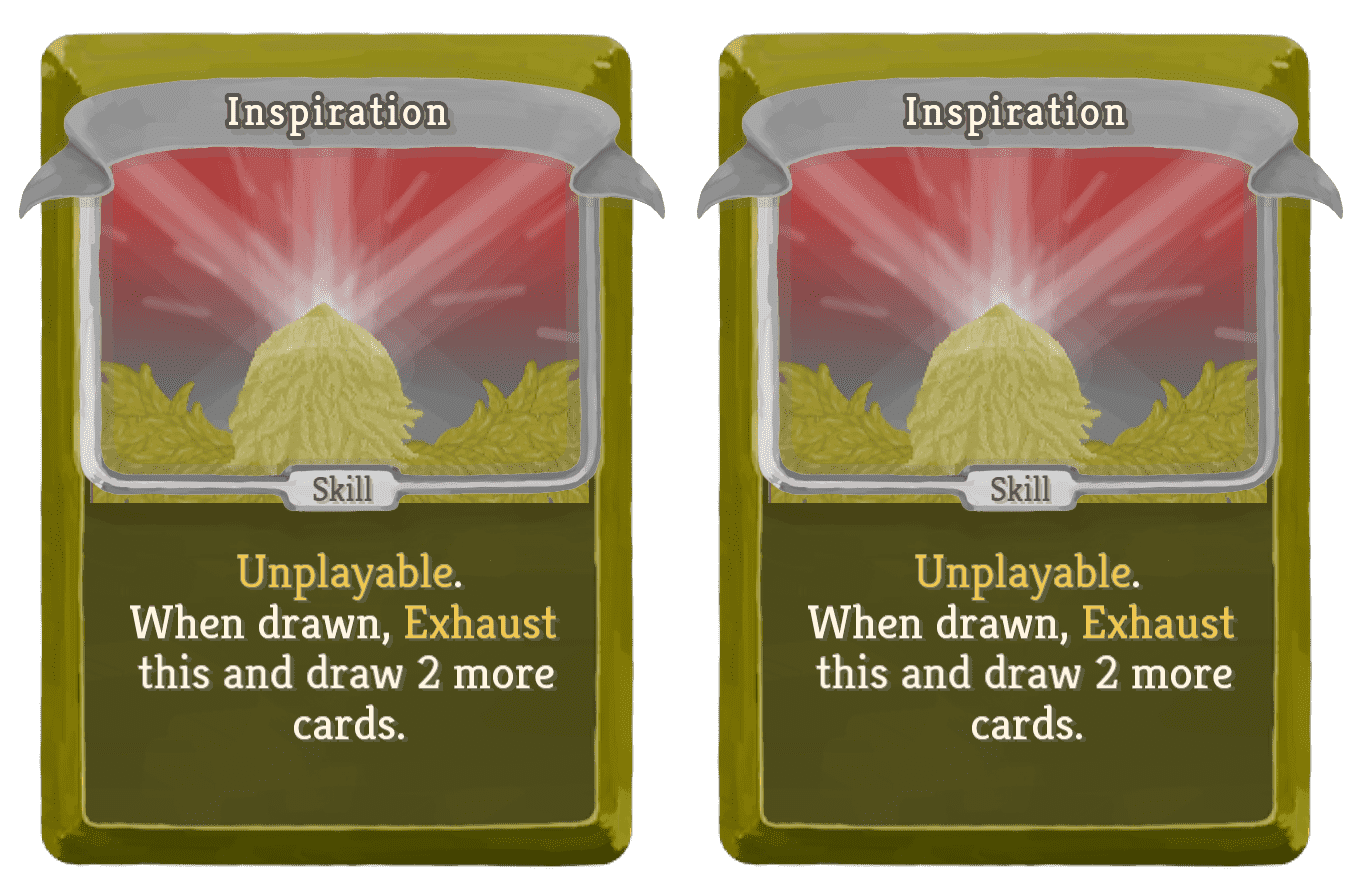 Inspiration
Skill
Unplayable.
When drawn, Exhaust
this and draw 2 more
cards.
Inspiration
Skill
Unplayable.
When drawn, Exhaust
this and draw 2 more
cards.